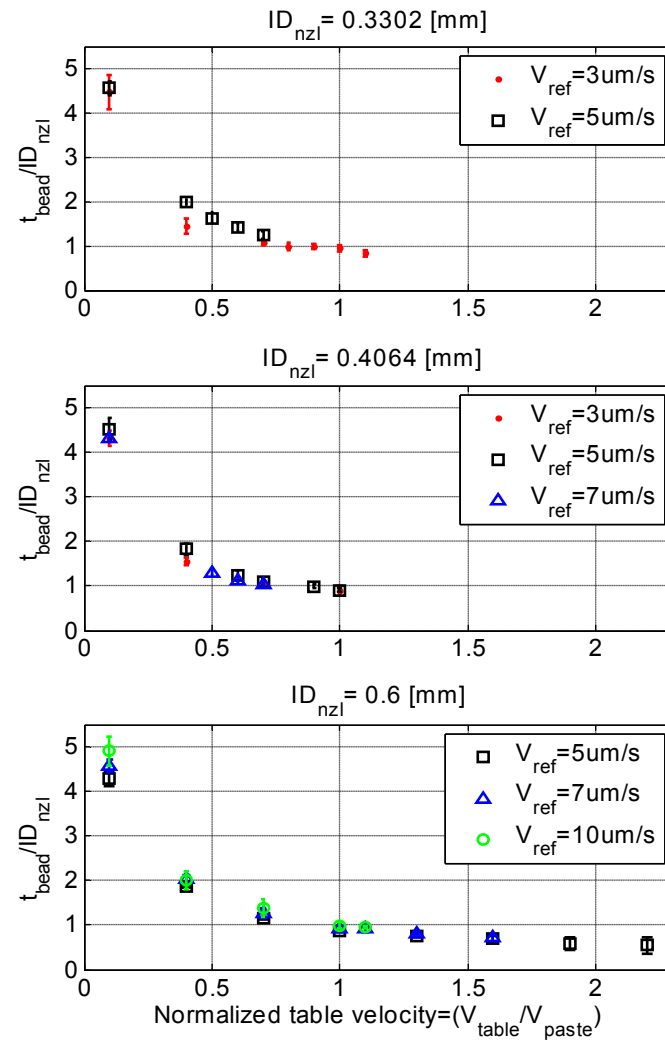 ID_nzl= 0.3302 [mm]
V_ref=3um/s
V_ref=5um/s
t_bead/ID_nzl
5
4
3
2
1
0
0 0.5 1 1.5 2
ID_nzl= 0.4064 [mm]
V_ref=3um/s
V_ref=5um/s
V_ref=7um/s
t_bead/ID_nzl
5
4
3
2
1
0
0 0.5 1 1.5 2
ID_nzl= 0.6 [mm]
V_ref=5um/s
V_ref=7um/s
V_ref=10um/s
t_bead/ID_nzl
5
4
3
2
1
0
0 0.5 1 1.5 2
Normalized table velocity=(V_table/V_paste)